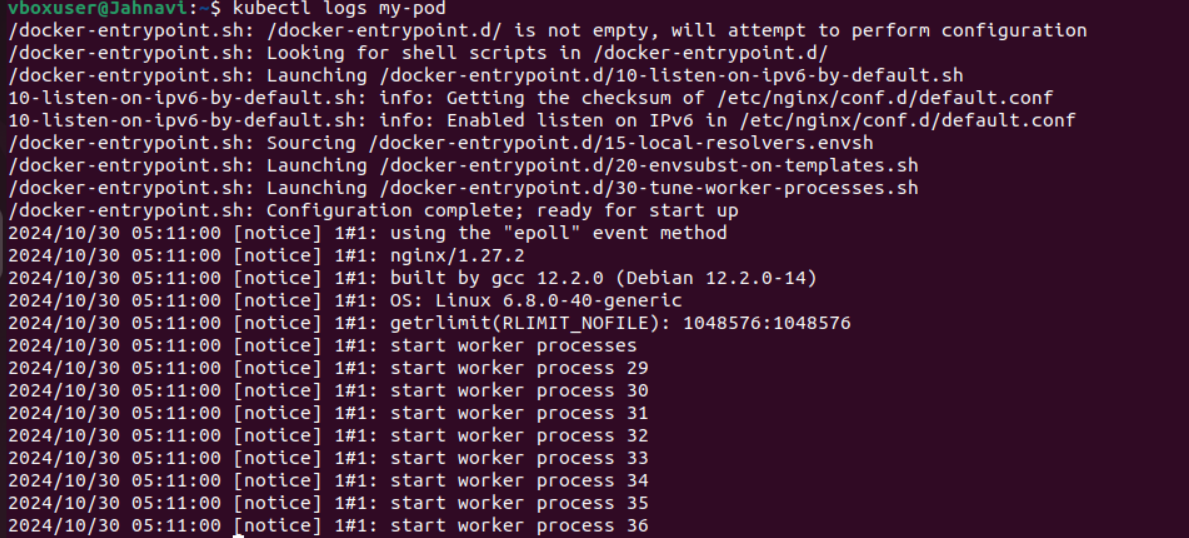 vboxuser@Jahnavi:~$ kubectl logs my-pod
/docker-entrypoint.sh: /docker-entrypoint.d/ is not empty, will attempt to perform configuration
/docker-entrypoint.sh: Looking for shell scripts in /docker-entrypoint.d/
/docker-entrypoint.sh: Launching /docker-entrypoint.d/10-listen-on-ipv6-by-default.sh
10-listen-on-ipv6-by-default.sh: info: Getting the checksum of /etc/nginx/conf.d/default.conf
10-listen-on-ipv6-by-default.sh: info: Enabled listen on IPv6 in /etc/nginx/conf.d/default.conf
/docker-entrypoint.sh: Sourcing /docker-entrypoint.d/15-local-resolvers.envsh
/docker-entrypoint.sh: Launching /docker-entrypoint.d/20-envsubst-on-templates.sh
/docker-entrypoint.sh: Launching /docker-entrypoint.d/30-tune-worker-processes.sh
/docker-entrypoint.sh: Configuration complete; ready for start up
2024/10/30 05:11:00 [notice] 1#1: using the "epoll" event method
2024/10/30 05:11:00 [notice] 1#1: nginx/1.27.2
2024/10/30 05:11:00 [notice] 1#1: built by gcc 12.2.0 (Debian 12.2.0-14)
2024/10/30 05:11:00 [notice] 1#1: OS: Linux 6.8.0-40-generic
2024/10/30 05:11:00 [notice] 1#1: getrlimit(RLIMIT_NOFILE): 1048576:1048576
2024/10/30 05:11:00 [notice] 1#1: start worker processes
2024/10/30 05:11:00 [notice] 1#1: start worker process 29
2024/10/30 05:11:00 [notice] 1#1: start worker process 30
2024/10/30 05:11:00 [notice] 1#1: start worker process 31
2024/10/30 05:11:00 [notice] 1#1: start worker process 32
2024/10/30 05:11:00 [notice] 1#1: start worker process 33
2024/10/30 05:11:00 [notice] 1#1: start worker process 34
2024/10/30 05:11:00 [notice] 1#1: start worker process 35
2024/10/30 05:11:00 [notice] 1#1: start worker process 36